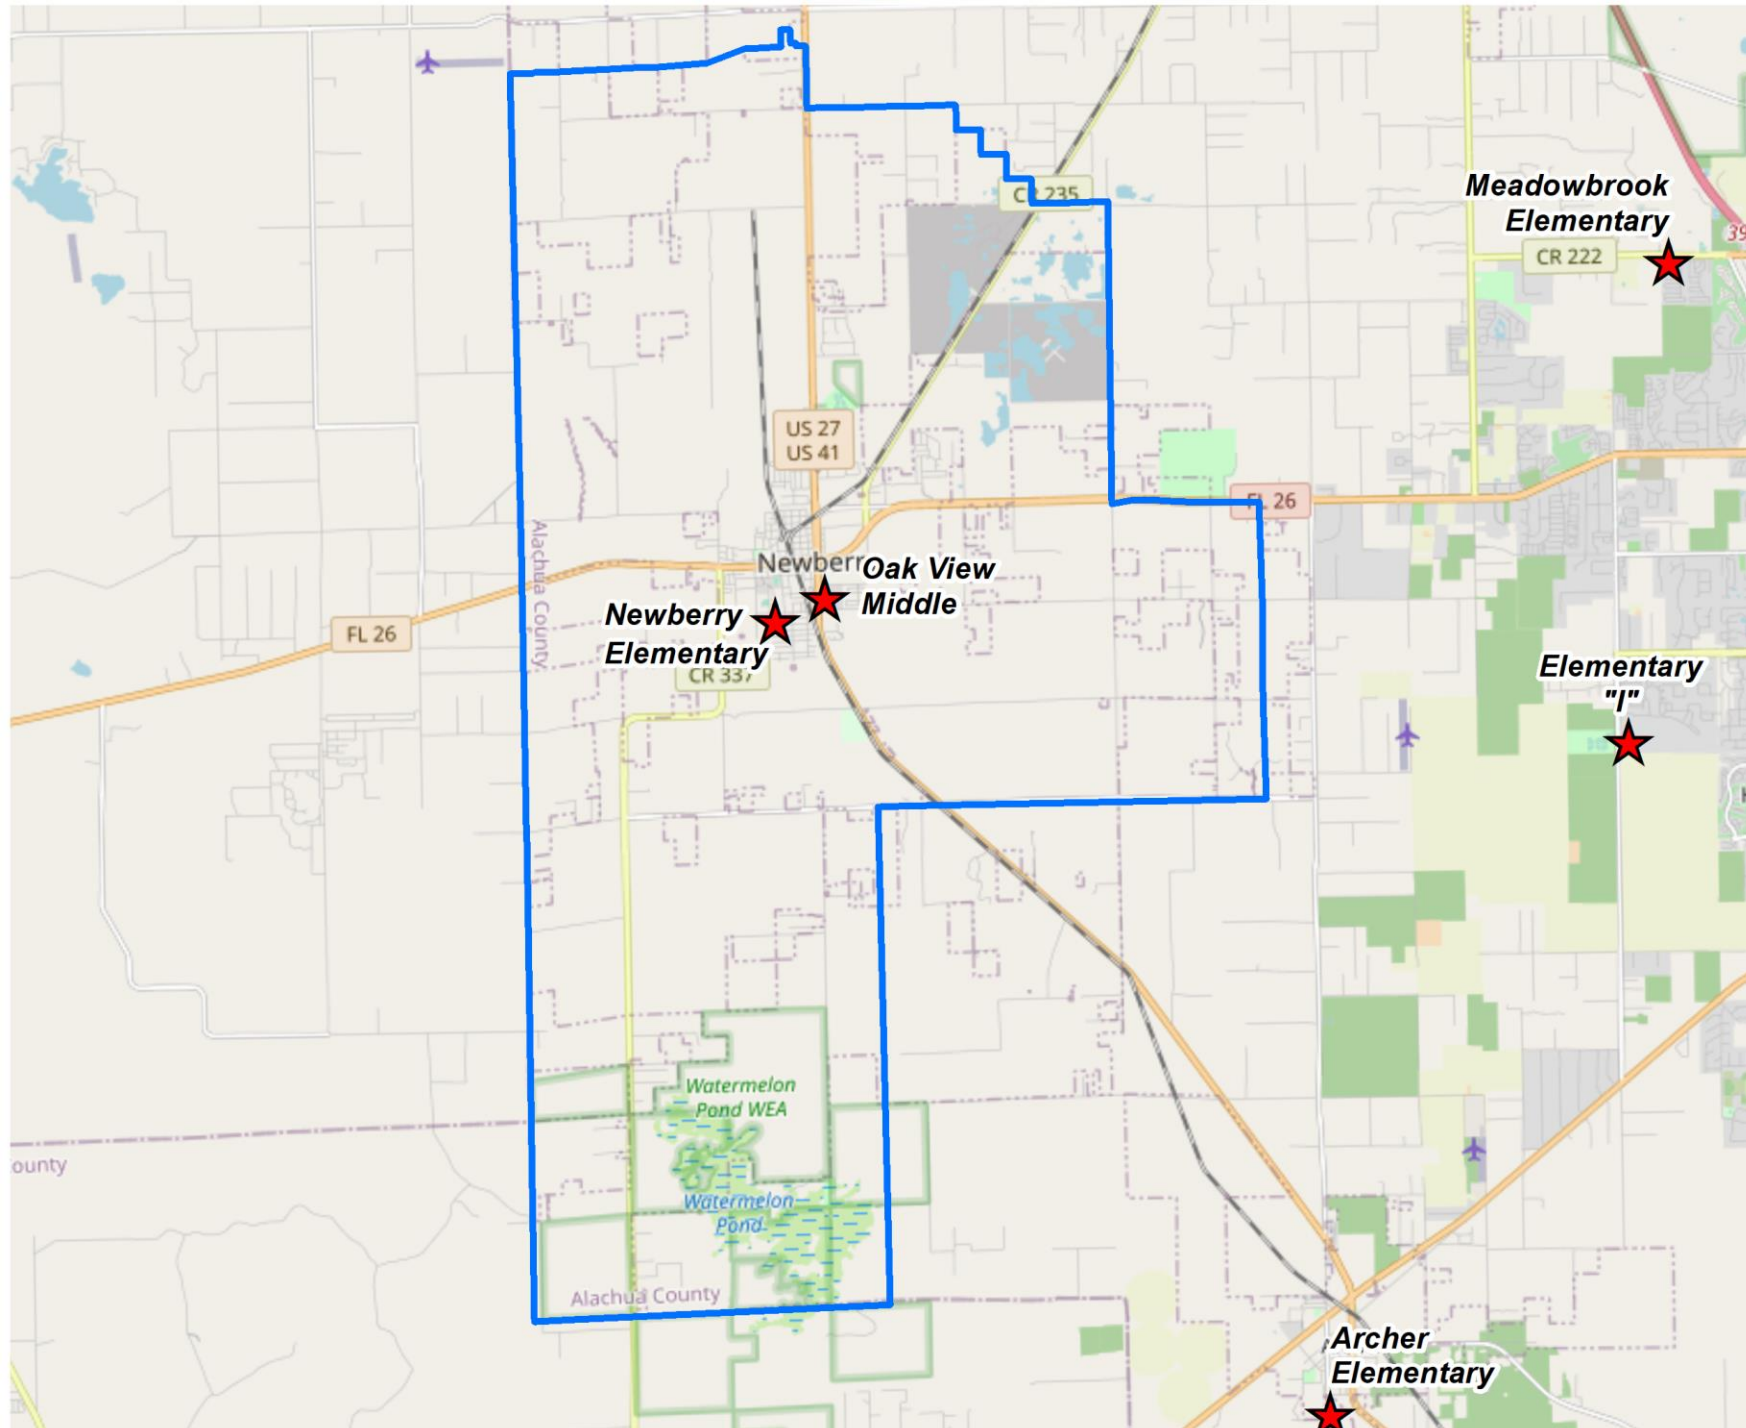 Meadowbrook
Elementary
CR 235
39
CR 222
US 27
US 41
FL 26
Newberr
Oak View
Middle
Newberry
Elementary
CR 337
Alachua County
FL 26
Elementary
"I"
Watermelon
Pond WEA
ounty
Watermelon
Pond
Alachua County
Archer
Elementary